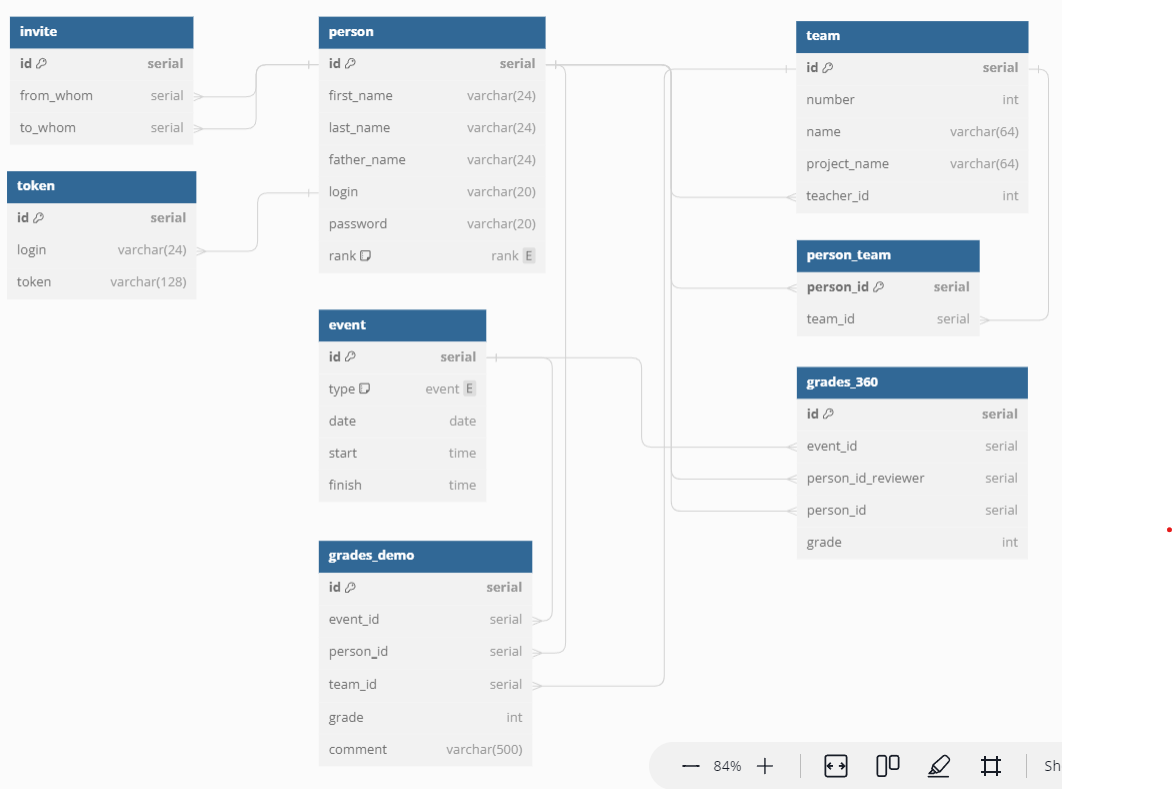 invite
id serial
from_whom serial
to_whom serial
token
id serial
login varchar(24)
token varchar(128)
person
id serial
first_name varchar(24)
last_name varchar(24)
father_name varchar(24)
login varchar(20)
password varchar(20)
rank rank E
event
id serial
type event E
date date
start time
finish time
grades_demo
id serial
event_id serial
person_id serial
team_id serial
grade int
comment varchar(500)
team
id serial
number int
name varchar(64)
project_name varchar(64)
teacher_id int
person_team
person_id serial
team_id serial
grades_360
id serial
event_id serial
person_id_reviewer serial
person_id serial
grade int
84%
Sh